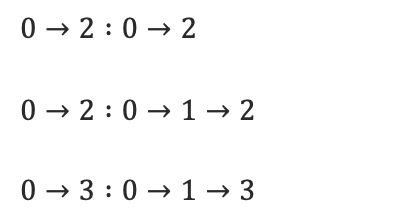 0 → 2 : 0 → 2
0 → 2 : 0 → 1 → 2
0 → 3 : 0 → 1 → 3